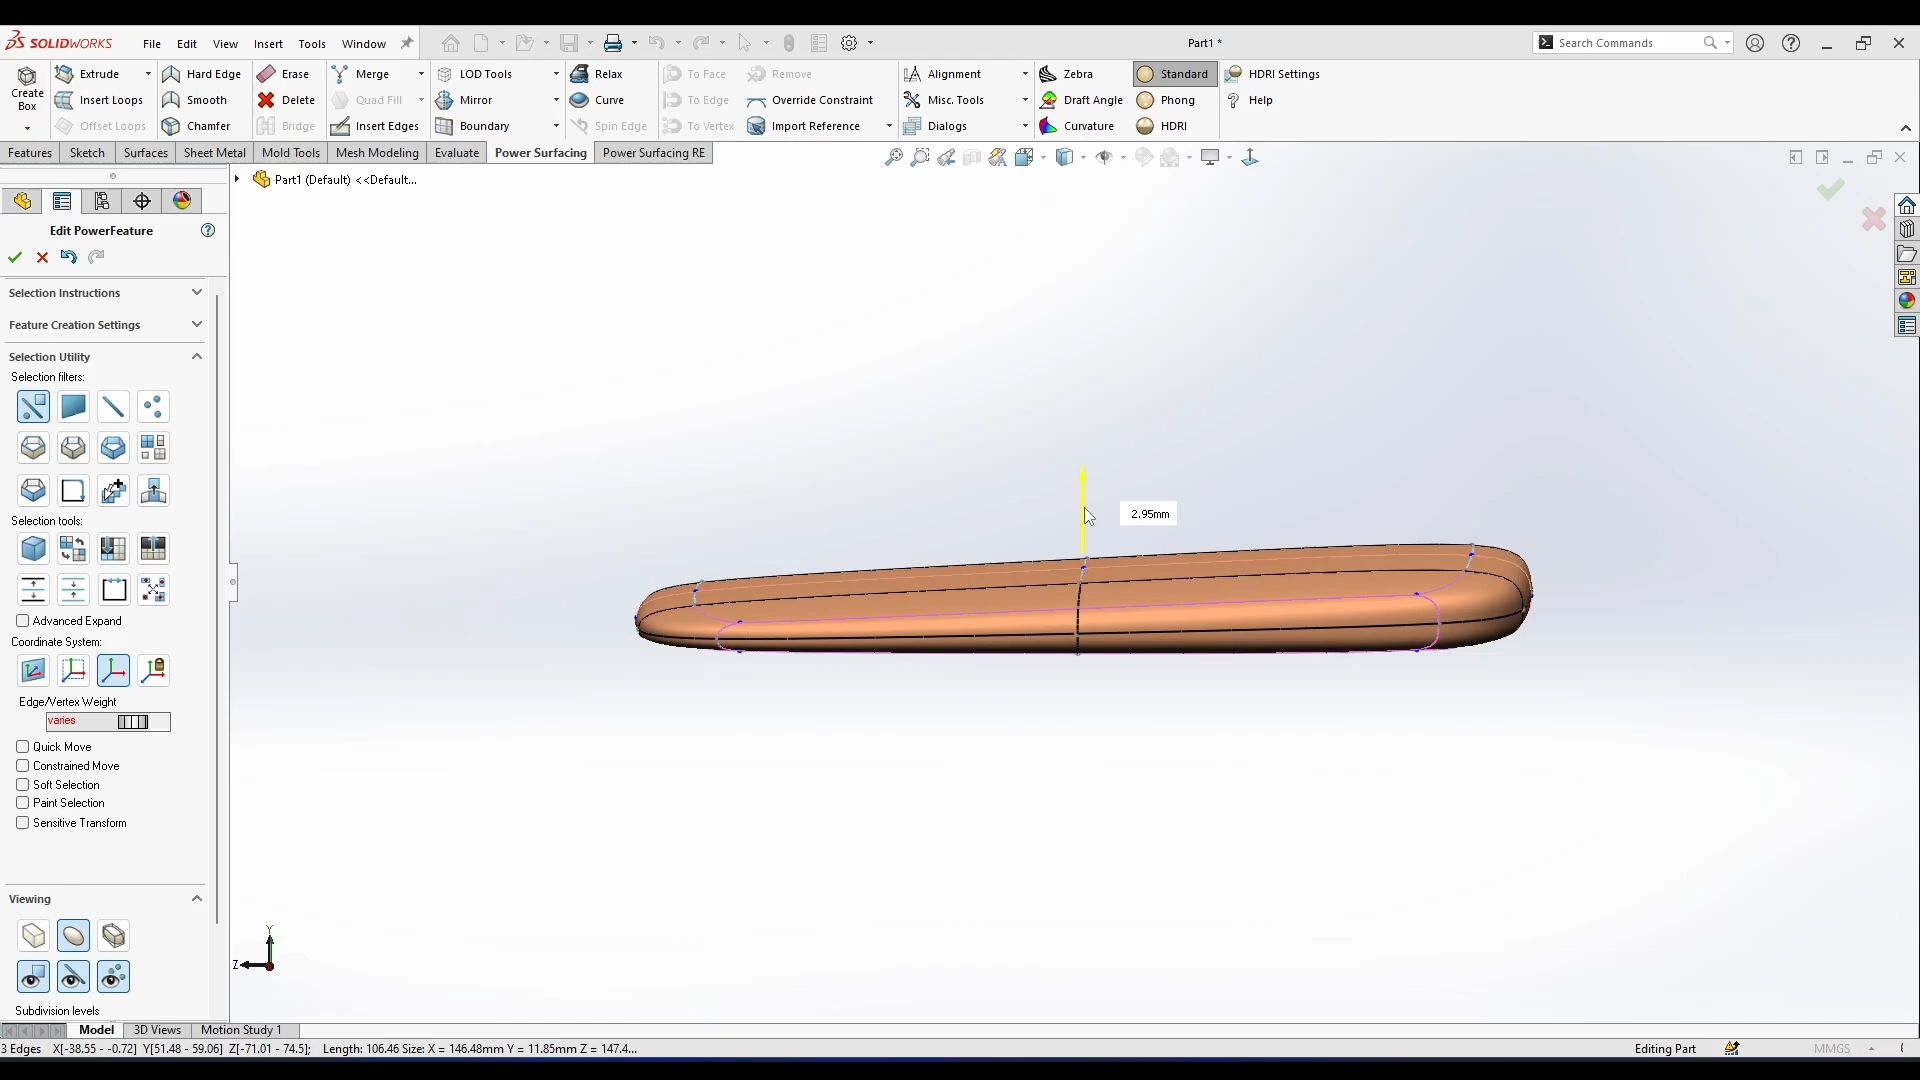 SOLIDWORKS File Edit View Insert Tools Window Part1 * Search Commands
Create Box
Extrude Hard Edge Erase Merge LOD Tools Relax To Face Remove Alignment Zebra Standard HDRI Settings
Insert Loops Smooth Delete Quad Fill Mirror Curve To Edge Override Constraint Misc. Tools Draft Angle Phong Help
Offset Loops Chamfer Bridge Insert Edges Boundary Spin Edge To Vertex Import Reference Dialogs Curvature HDRI
Features Sketch Surfaces Sheet Metal Mold Tools Mesh Modeling Evaluate Power Surfacing Power Surfacing RE
Part1 (Default) <<Default...
Edit PowerFeature
Selection Instructions
Feature Creation Settings
Selection Utility
Selection filters:
2.95mm
Selection tools:
Advanced Expand
Coordinate System:
Edge/Vertex Weight
varies
Quick Move
Constrained Move
Soft Selection
Paint Selection
Sensitive Transform
Viewing
Y
Z
Subdivision levels
Model 3D Views Motion Study 1
3 Edges X[-38.55 - -0.72] Y[51.48 - 59.06] Z[-71.01 - 74.5]; Length: 106.46 Size: X = 146.48mm Y = 11.85mm Z = 147.4... Editing Part MMGS